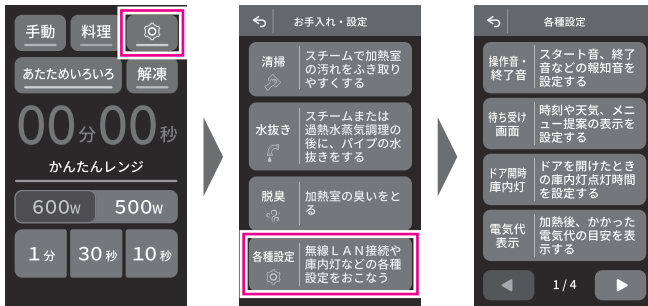 手動 料理
あたためいろいろ 解凍
00分00秒
かんたんレンジ
600W 500W
1分 30秒 10秒
お手入れ・設定
清掃
スチームで加熱室
の汚れをふき取り
やすくする
水抜き
スチームまたは
過熱水蒸気調理の
後に、パイプの水
抜きをする
脱臭
加熱室の臭いをと
る
各種設定
無線LAN接続や
庫内灯などの各種
設定をおこなう
各種設定
操作音・
終了音
スタート音、終了
音などの報知音を
設定する
待ち受け
画面
時刻や天気、メニ
ュー提案の表示を
設定する
ドア開時
庫内灯
ドアを開けたとき
の庫内灯点灯時間
を設定する
電気代
表示
加熱後、かかった
電気代の目安を表
示する
1/4